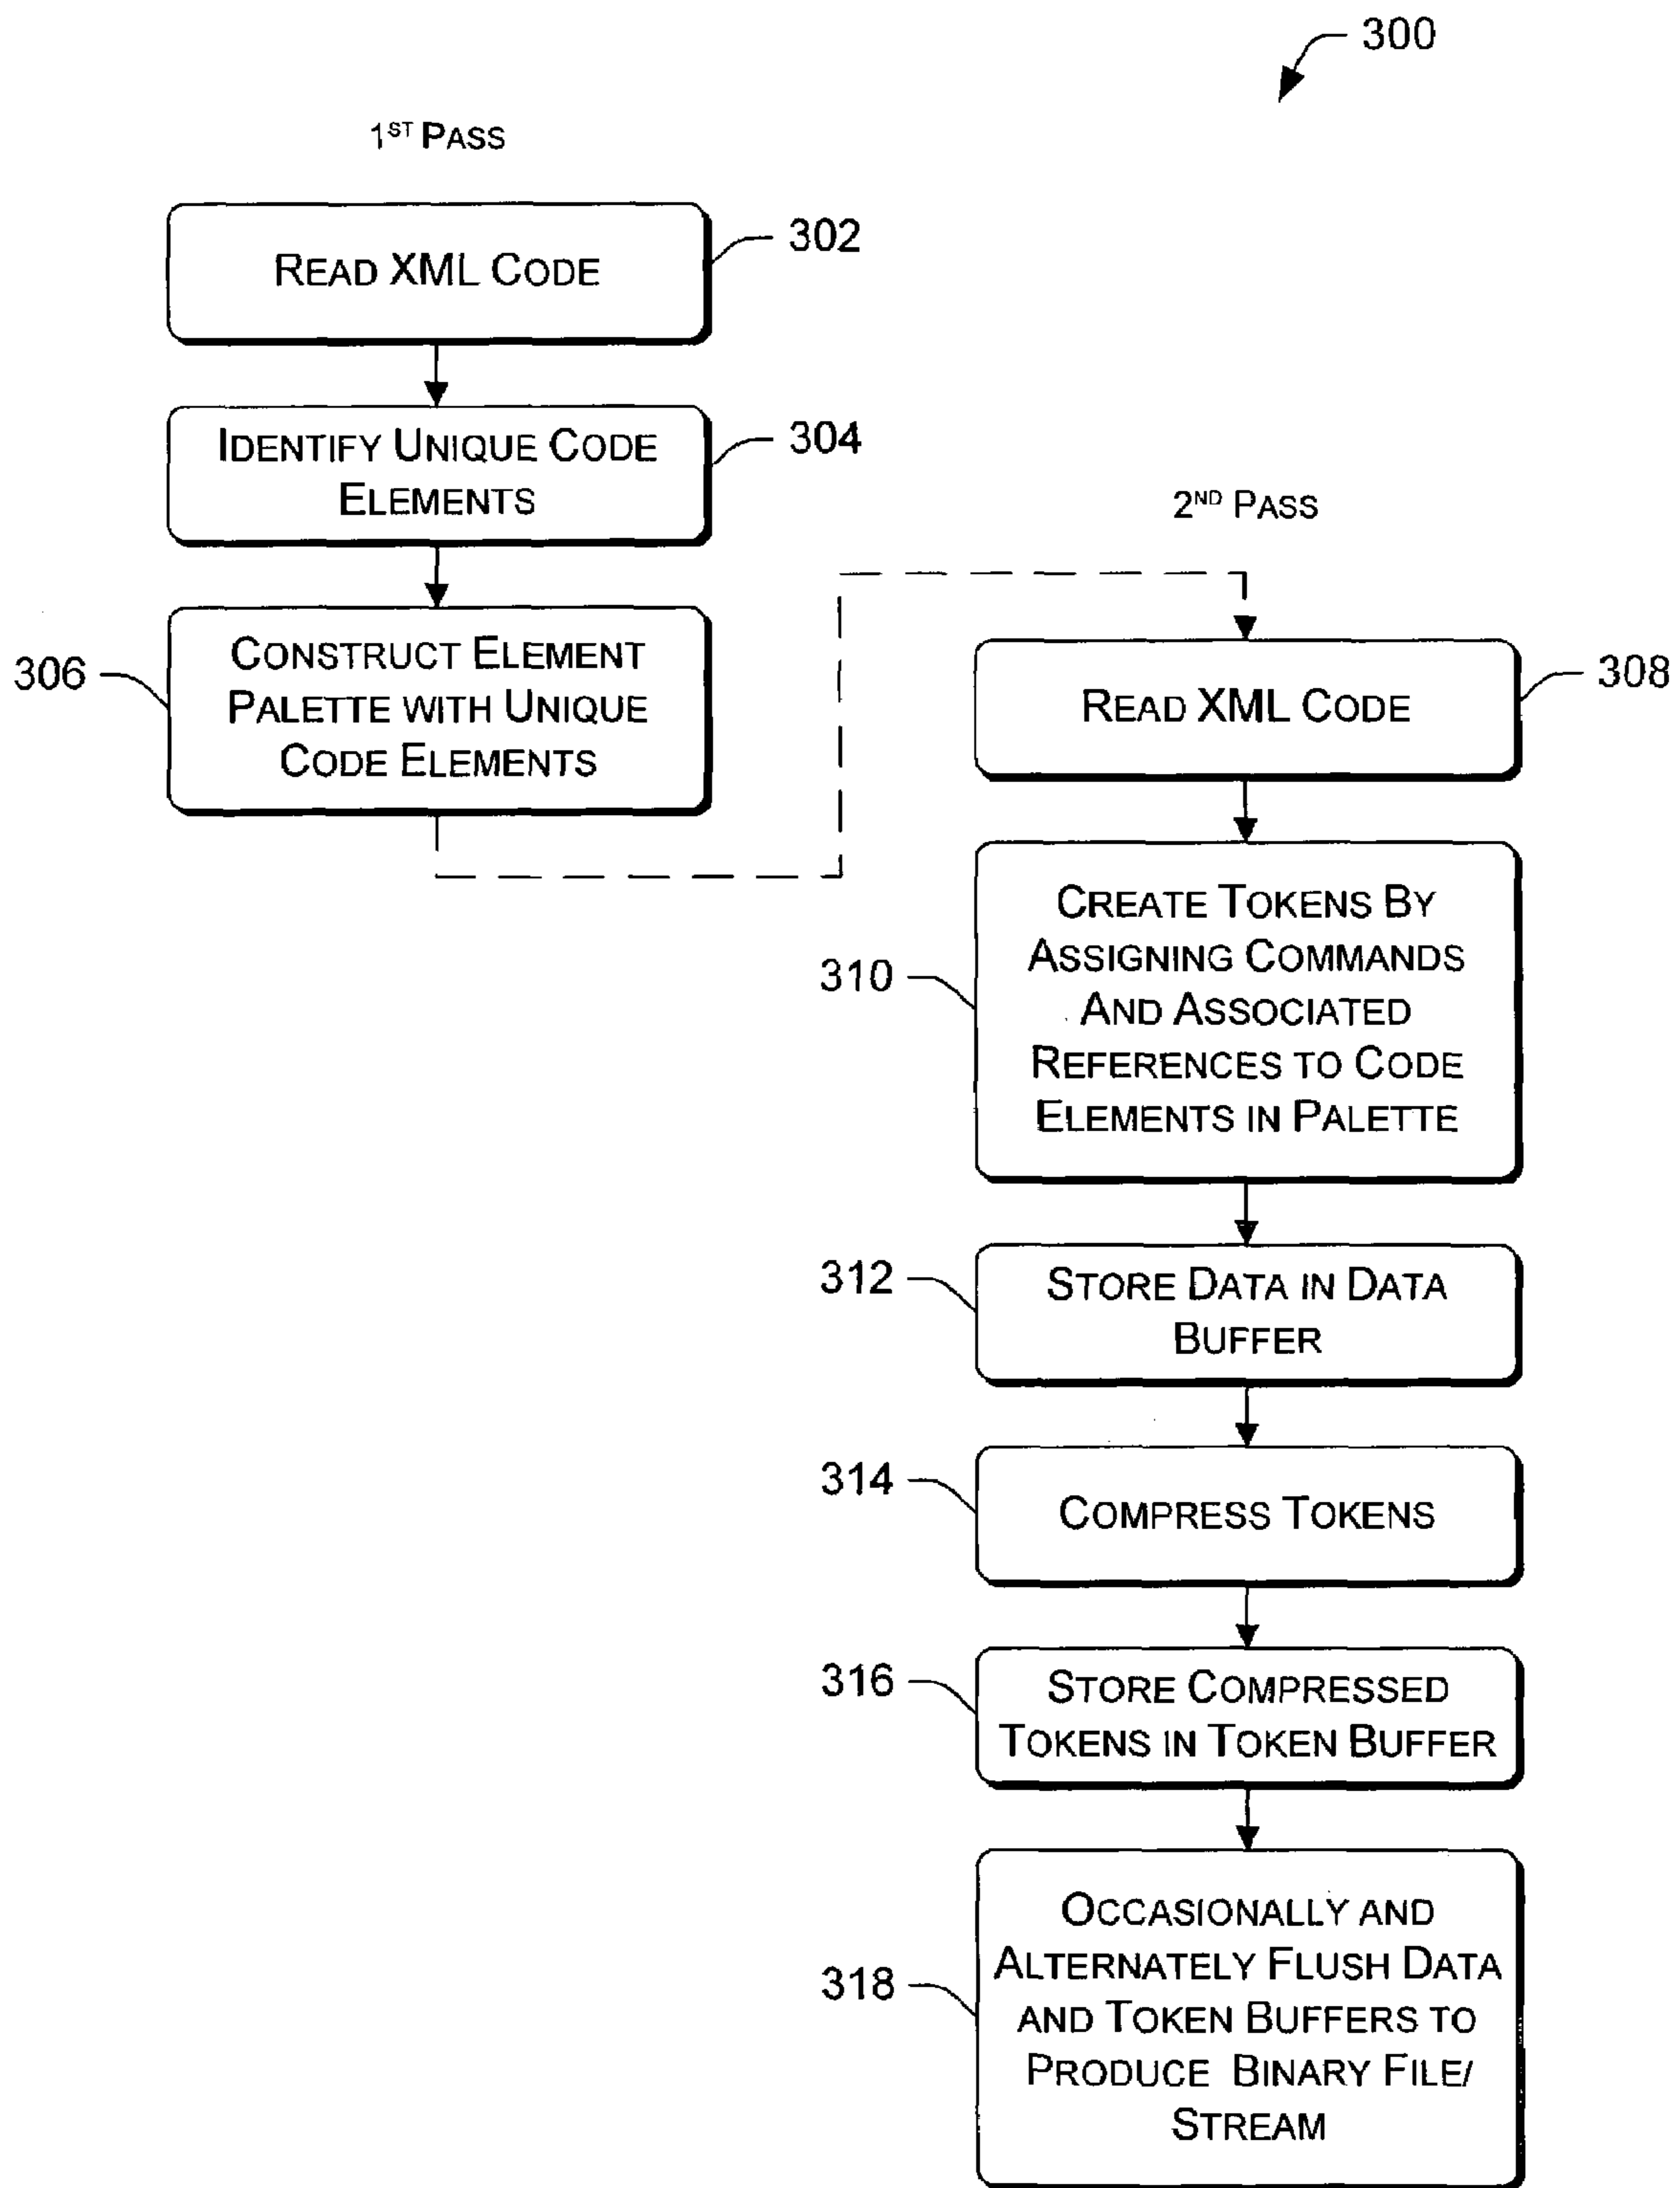 300
1ST PASS
READ XML CODE
302
IDENTIFY UNIQUE CODE
ELEMENTS
304
CONSTRUCT ELEMENT
PALETTE WITH UNIQUE
CODE ELEMENTS
306
2ND PASS
READ XML CODE
308
CREATE TOKENS BY
ASSIGNING COMMANDS
AND ASSOCIATED
REFERENCES TO CODE
ELEMENTS IN PALETTE
310
STORE DATA IN DATA
BUFFER
312
COMPRESS TOKENS
314
STORE COMPRESSED
TOKENS IN TOKEN BUFFER
316
OCCASIONALLY AND
ALTERNATELY FLUSH DATA
AND TOKEN BUFFERS TO
PRODUCE BINARY FILE/
STREAM
318